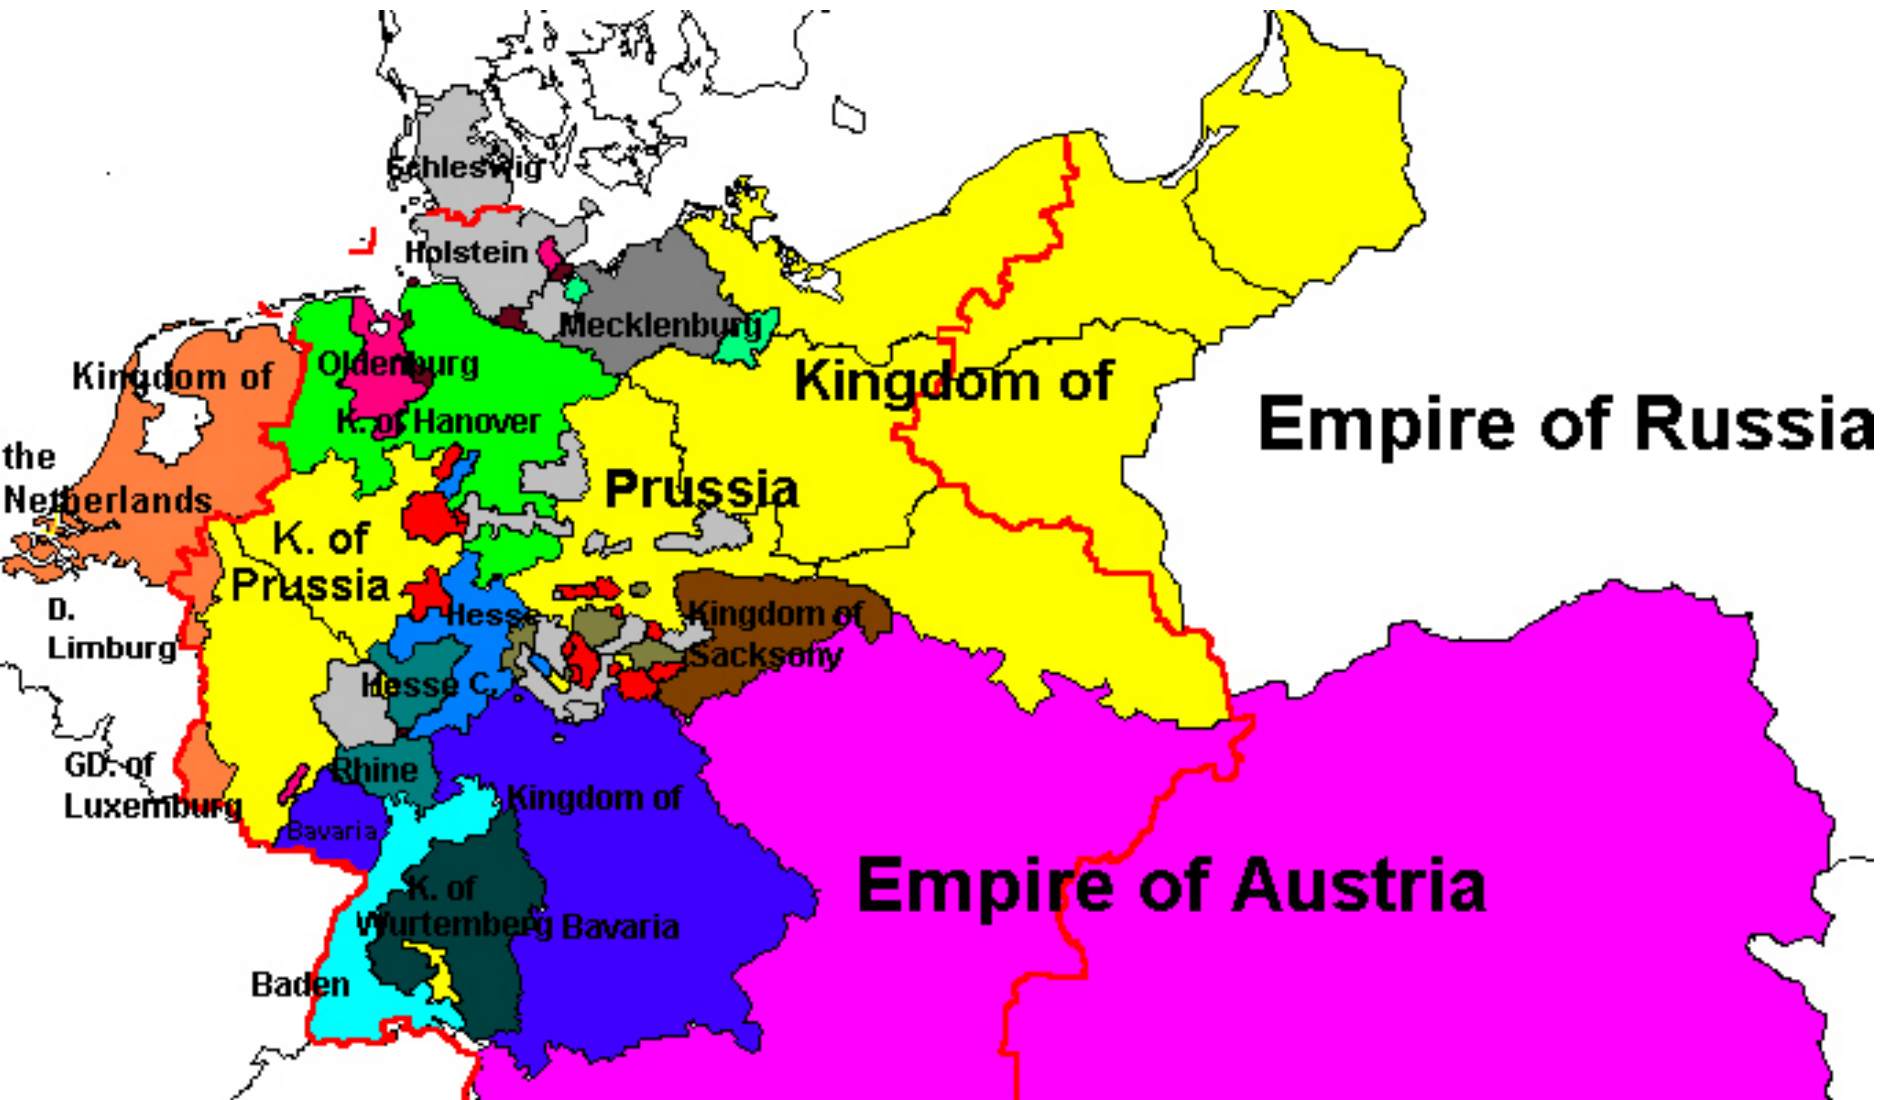 Schleswig
Holstein
Mecklenburg
Kingdom of
the
Netherlands
Oldenburg
K. of Hanover
Kingdom of
Prussia
Empire of Russia
K. of
Prussia
D.
Limburg
Hesse
Hesse C.
Kingdom of
Sacksony
GD. of
Luxemburg
Rhine
Bavaria
Kingdom of
Bavaria
K. of
Wurtemberg
Baden
Empire of Austria